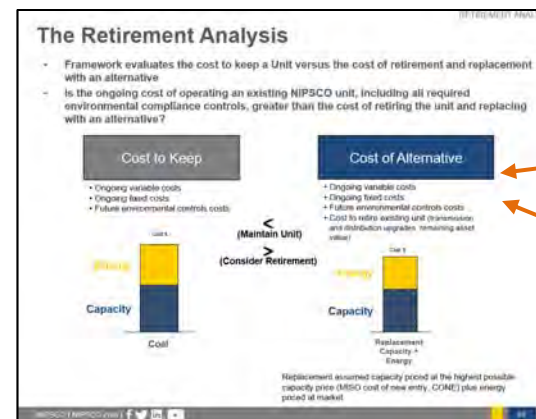 RETIREMENT ANAL
The Retirement Analysis
- Framework evaluates the cost to keep a Unit versus the cost of retirement and replacement
with an alternative
- Is the ongoing cost of operating an existing NIPSCO unit, including all required
environmental compliance controls, greater than the cost of retiring the unit and replacing
with an alternative?
Cost to Keep
• Ongoing variable costs
• Ongoing fixed costs
• Future environmental controls costs
<
(Maintain Unit)
>
(Consider Retirement)
Cost $
Energy
Capacity
Cost
Cost of Alternative
• Ongoing variable costs
• Ongoing fixed costs
• Future environmental controls costs
• Cost to retire existing unit (transmission
and distribution upgrades, remaining asset
value)
Cost $
Energy
Capacity
Replacement
Capacity +
Energy
Replacement assumed capacity priced at the highest possible
capacity price (MISO cost of new entry, CONE) plus energy
priced at market
NIPSCO | NIPSCO.com |